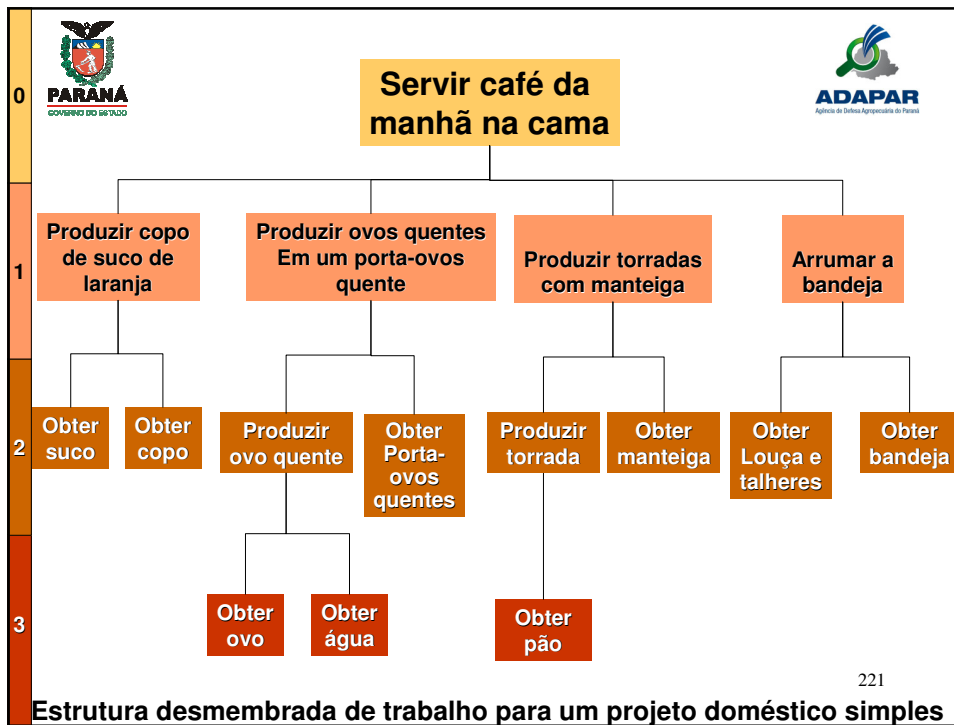 0
PARANÁ
GOVERNO DO ESTADO
Servir café da
manhã na cama
ADAPAR
Agência de Defesa Agropecuária do Paraná
1
Produzir copo
de suco de
laranja
Produzir ovos quentes
Em um porta-ovos
quente
Produzir torradas
com manteiga
Arrumar a
bandeja
2
Obter
suco
Obter
copo
Produzir
ovo quente
Obter
Porta-
ovos
quentes
Produzir
torrada
Obter
manteiga
Obter
Louça e
talheres
Obter
bandeja
3
Obter
ovo
Obter
água
Obter
pão
221
Estrutura desmembrada de trabalho para um projeto doméstico simples